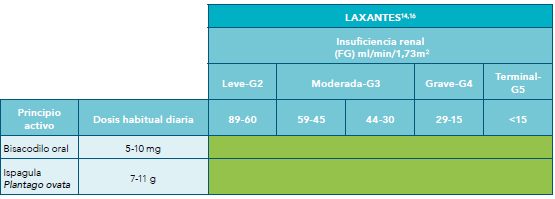 LAXANTES14,16
Insuficiencia renal
(FG) ml/min/1,73m²
Leve-G2 Moderada-G3 Grave-G4 Terminal-
G5
Principio
activo Dosis habitual diaria 89-60 59-45 44-30 29-15 <15
Bisacodilo oral 5-10 mg
Ispagula
Plantago ovata 7-11 g